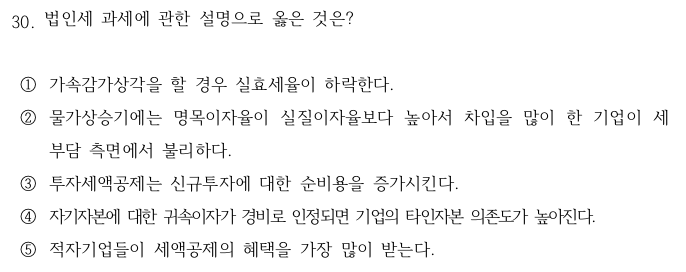 30. 법인세 과세에 관한 설명으로 옳은 것은?
① 가속감가상각을 할 경우 실효세율이 하락한다.
② 물가상승기에는 명목이자율이 실질이자율보다 높아서 차입을 많이 한 기업이 세
부담 측면에서 불리하다.
③ 투자세액공제는 신규투자에 대한 순비용을 증가시킨다.
④ 자기자본에 대한 귀속이자가 경비로 인정되면 기업의 타인자본 의존도가 높아진다.
⑤ 적자기업들이 세액공제의 혜택을 가장 많이 받는다.